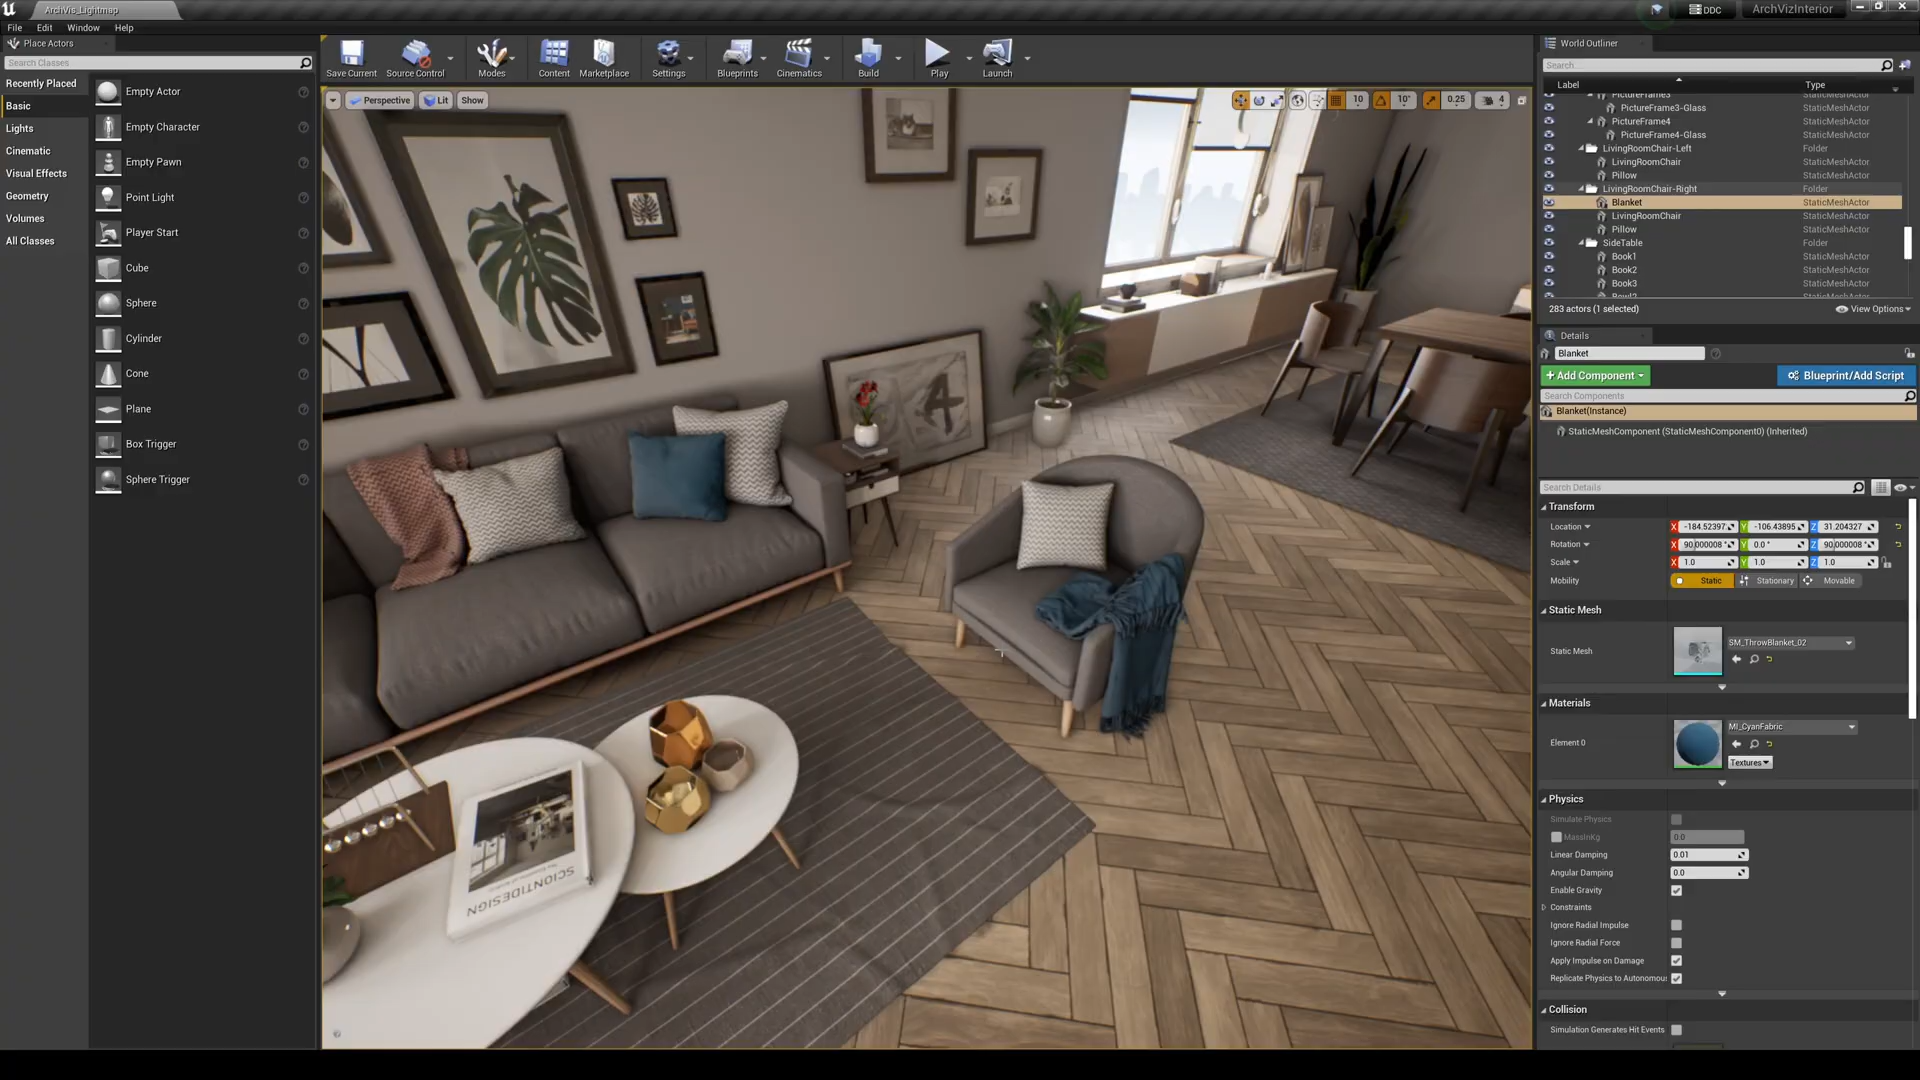 ArchVis_Lightmap
DDC
ArchVizInterior
File Edit Window Help
Place Actors
Search Classes
Recently Placed
Basic
Lights
Cinematic
Visual Effects
Geometry
Volumes
All Classes
Empty Actor
Empty Character
Empty Pawn
Point Light
Player Start
Cube
Sphere
Cylinder
Cone
Plane
Box Trigger
Sphere Trigger
Save Current
Source Control
Modes
Content
Marketplace
Settings
Blueprints
Cinematics
Build
Play
Launch
Perspective
Lit
Show
10
10°
0.25
4
4
SCIONTIDESIGN
World Outliner
Search...
Label Type
PictureFrame3 StaticMeshActor
PictureFrame3-Glass StaticMeshActor
PictureFrame4 StaticMeshActor
PictureFrame4-Glass StaticMeshActor
LivingRoomChair-Left Folder
LivingRoomChair StaticMeshActor
Pillow StaticMeshActor
LivingRoomChair-Right Folder
Blanket StaticMeshActor
LivingRoomChair StaticMeshActor
Pillow StaticMeshActor
SideTable Folder
Book1 StaticMeshActor
Book2 StaticMeshActor
Book3 StaticMeshActor
Bowl2 StaticMeshActor
283 actors (1 selected)
View Options
Details
Blanket
+ Add Component
Blueprint/Add Script
Search Components
Blanket(Instance)
StaticMeshComponent (StaticMeshComponent0) (Inherited)
Search Details
Transform
Location X -184.52397 Y -106.43895 Z 31.204327
Rotation X 90.000008 ° Y 0.0 ° Z 90.000008 °
Scale X 1.0 Y 1.0 Z 1.0
Mobility Static Stationary Movable
Static Mesh
Static Mesh
SM_ThrowBlanket_02
Materials
Element 0
MI_CyanFabric
Textures
Physics
Simulate Physics
MassInKg 0.0
Linear Damping 0.01
Angular Damping 0.0
Enable Gravity
Constraints
Ignore Radial Impulse
Ignore Radial Force
Apply Impulse on Damage
Replicate Physics to Autonomou
Collision
Simulation Generates Hit Events